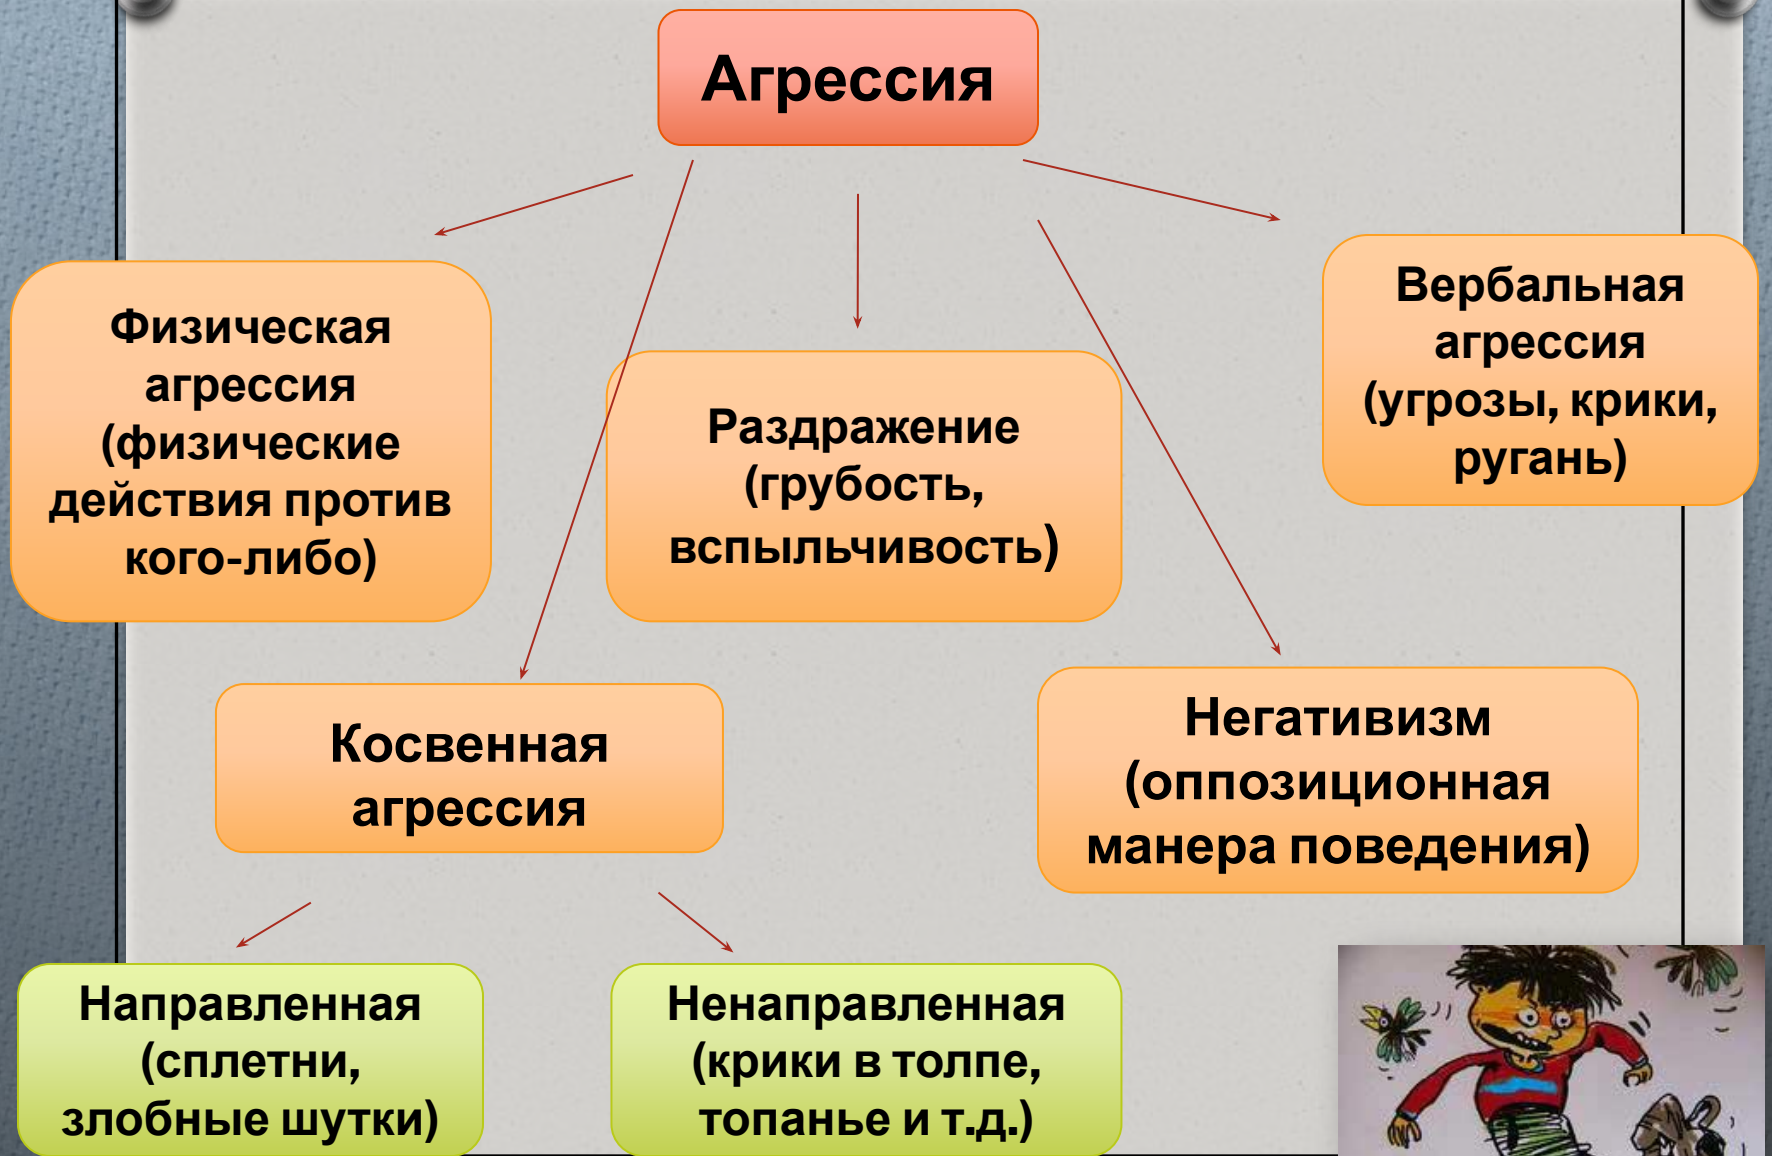 Агрессия
Физическая
агрессия
(физические
действия против
кого-либо)
Раздражение
(грубость,
вспыльчивость)
Вербальная
агрессия
(угрозы, крики,
ругань)
Косвенная
агрессия
Негативизм
(оппозиционная
манера поведения)
Направленная
(сплетни,
злобные шутки)
Ненаправленная
(крики в толпе,
топанье и т.д.)